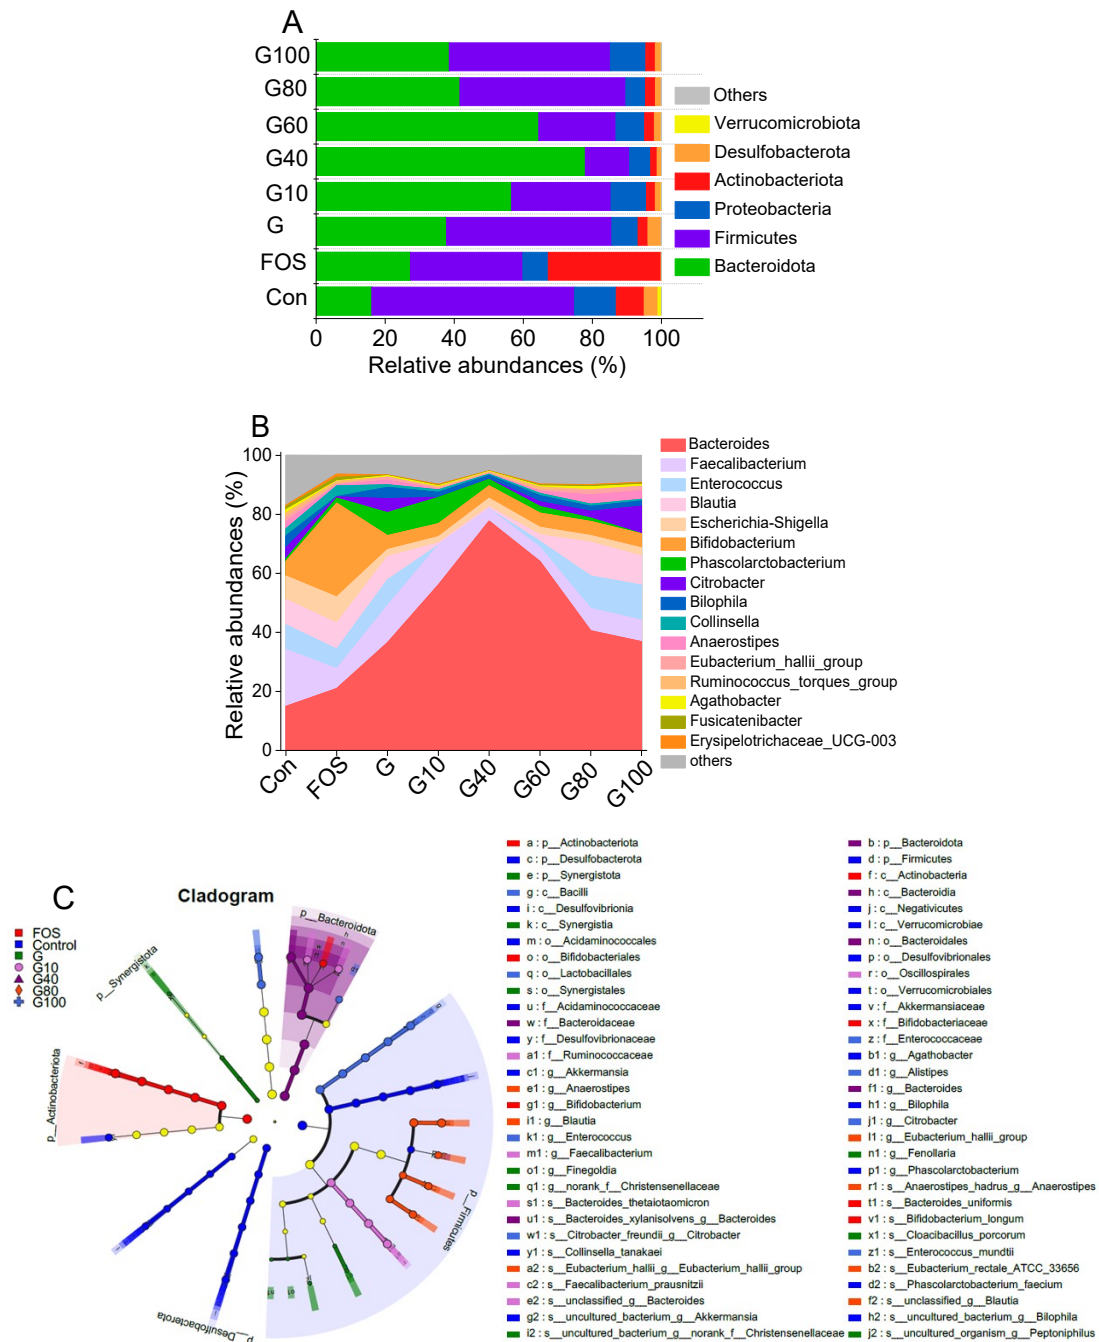 A
G100
G80
G60
G40
G10
G
FOS
Con
0 20 40 60 80 100
Relative abundances (%)
Others
Verrucomicrobiota
Desulfobacterota
Actinobacteriota
Proteobacteria
Firmicutes
Bacteroidota
B
Relative abundances (%)
100
80
60
40
20
0
Con FOS G G10 G40 G60 G80 G100
Bacteroides
Faecalibacterium
Enterococcus
Blautia
Escherichia-Shigella
Bifidobacterium
Phascolarctobacterium
Citrobacter
Bilophila
Collinsella
Anaerostipes
Eubacterium_hallii_group
Ruminococcus_torques_group
Agathobacter
Fusicatenibacter
Erysipelotrichaceae_UCG-003
others
C
Cladogram
FOS
Control
G
G10
G40
G80
G100
p__Bacteroidota
p__Synergistota
p__Actinobacteriota
p__Desulfobacterota
p__Firmicutes
a : p__Actinobacteriota
b : p__Bacteroidota
c : p__Desulfobacterota
d : p__Firmicutes
e : p__Synergistota
f : c__Actinobacteria
g : c__Bacilli
h : c__Bacteroidia
i : c__Desulfovibrionia
j : c__Negativicutes
k : c__Synergistia
l : c__Verrucomicrobiae
m : o__Acidaminococcales
n : o__Bacteroidales
o : o__Bifidobacteriales
p : o__Desulfovibrionales
q : o__Lactobacillales
r : o__Oscillospirales
s : o__Synergistales
t : o__Verrucomicrobiales
u : f__Acidaminococcaceae
v : f__Akkermansiaceae
w : f__Bacteroidaceae
x : f__Bifidobacteriaceae
y : f__Desulfovibrionaceae
z : f__Enterococcaceae
a1 : f__Ruminococcaceae
b1 : g__Agathobacter
c1 : g__Akkermansia
d1 : g__Alistipes
e1 : g__Anaerostipes
f1 : g__Bacteroides
g1 : g__Bifidobacterium
h1 : g__Bilophila
i1 : g__Blautia
j1 : g__Citrobacter
k1 : g__Enterococcus
l1 : g__Eubacterium_hallii_group
m1 : g__Faecalibacterium
n1 : g__Fenollaria
o1 : g__Finegoldia
p1 : g__Phascolarctobacterium
q1 : g__norank_f__Christensenellaceae
r1 : s__Anaerostipes_hadrus_g__Anaerostipes
s1 : s__Bacteroides_thetaiotaomicron
t1 : s__Bacteroides_uniformis
u1 : s__Bacteroides_xylanisolvens_g__Bacteroides
v1 : s__Bifidobacterium_longum
w1 : s__Citrobacter_freundii_g__Citrobacter
x1 : s__Cloacibacillus_porcorum
y1 : s__Collinsella_tanakaei
z1 : s__Enterococcus_mundtii
a2 : s__Eubacterium_hallii_g__Eubacterium_hallii_group
b2 : s__Eubacterium_rectale_ATCC_33656
c2 : s__Faecalibacterium_prausnitzii
d2 : s__Phascolarctobacterium_faecium
e2 : s__unclassified_g__Bacteroides
f2 : s__unclassified_g__Blautia
g2 : s__uncultured_bacterium_g__Akkermansia
h2 : s__uncultured_bacterium_g__Bilophila
i2 : s__uncultured_bacterium_g__norank_f__Christensenellaceae
j2 : s__uncultured_organism_g__Peptoniphilus